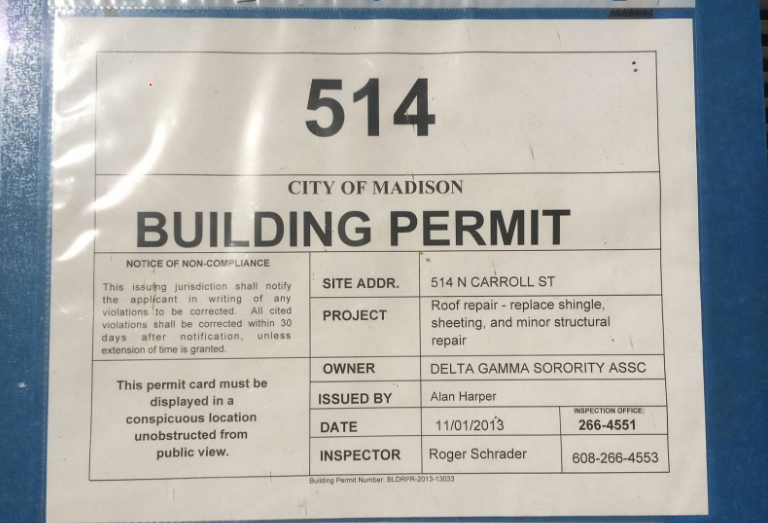 514
CITY OF MADISON
BUILDING PERMIT
NOTICE OF NON-COMPLIANCE
This issuing jurisdiction shall notify
the applicant in writing of any
violations to be corrected. All cited
violations shall be corrected within 30
days after notification, unless
extension of time is granted.
This permit card must be
displayed in a
conspicuous location
unobstructed from
public view.
SITE ADDR. 514 N CARROLL ST
PROJECT Roof repair - replace shingle,
sheeting, and minor structural
repair
OWNER DELTA GAMMA SORORITY ASSC
ISSUED BY Alan Harper
DATE 11/01/2013 INSPECTION OFFICE: 266-4551
INSPECTOR Roger Schrader 608-266-4553
Building Permit Number: BLDRPR-2013-13033